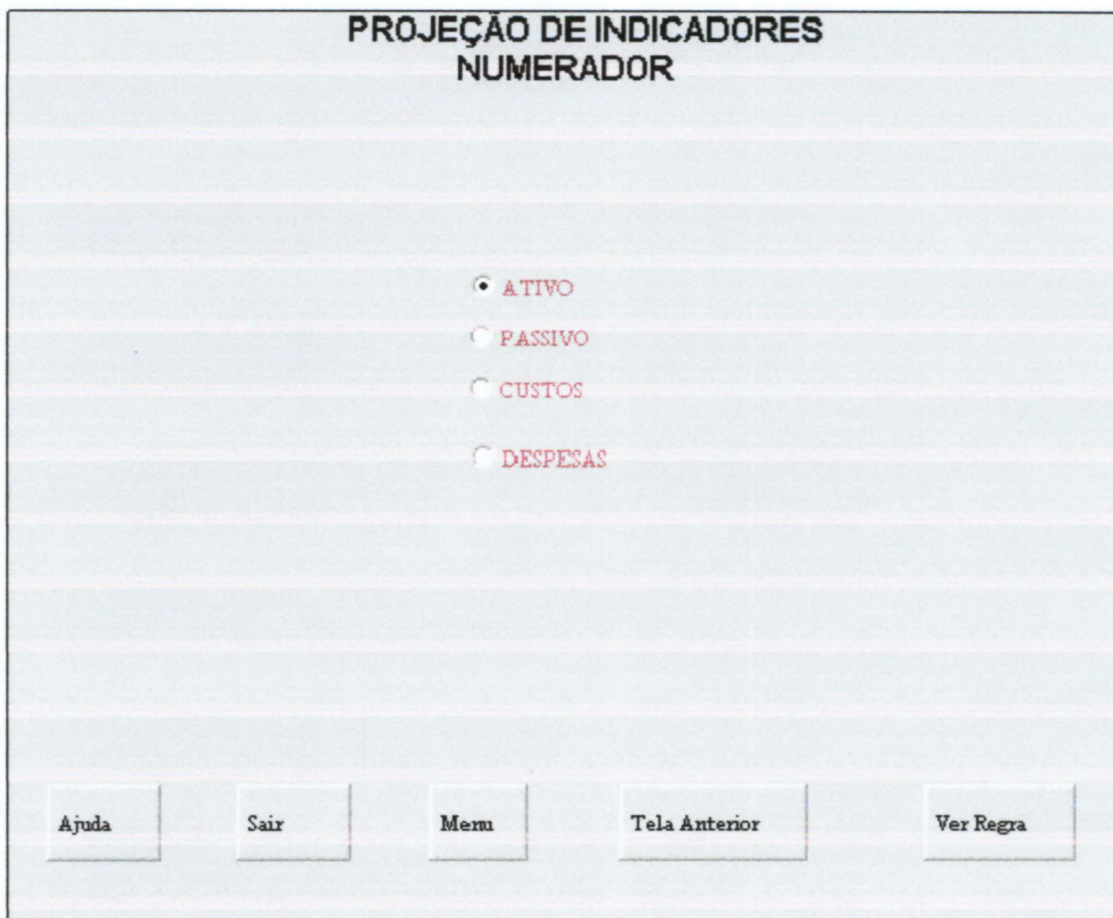 PROJEÇÃO DE INDICADORES
NUMERADOR
ATIVO
PASSIVO
CUSTOS
DESPESAS
Ajuda Sair Menu Tela Anterior Ver Regra